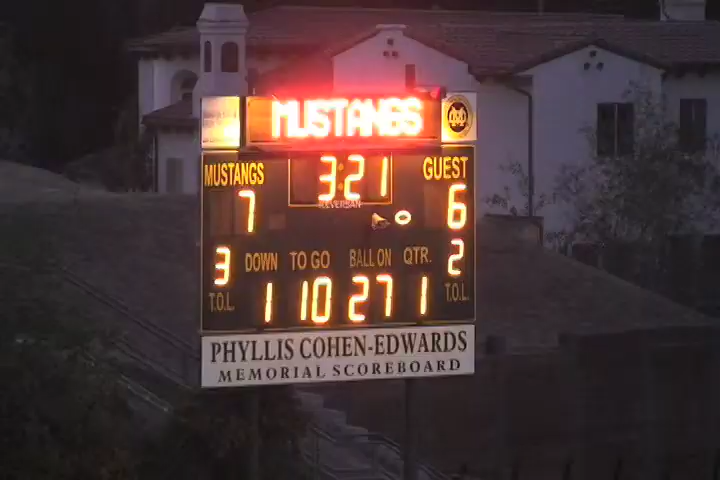 MUSTANGS
MUSTANGS 3:21 GUEST
7 6
3 DOWN TO GO BALL ON QTR. 2
T.O.L. 1 10 27 1 T.O.L.
PHYLLIS COHEN-EDWARDS
MEMORIAL SCOREBOARD